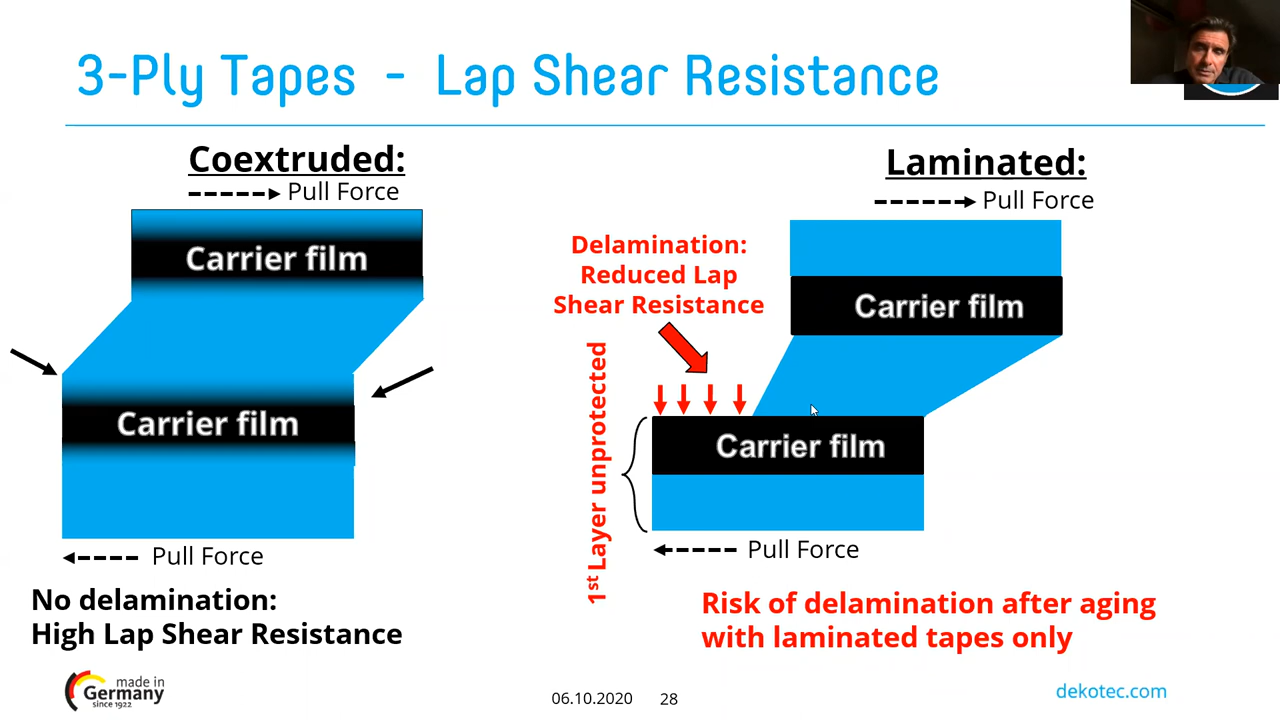 3-Ply Tapes - Lap Shear Resistance
Coextruded:
Pull Force
Carrier film
Carrier film
Pull Force
No delamination:
High Lap Shear Resistance
Laminated:
Pull Force
Delamination:
Reduced Lap
Shear Resistance
Carrier film
1st Layer unprotected
Carrier film
Pull Force
Risk of delamination after aging
with laminated tapes only
made in
Germany
since 1922
06.10.2020
28
dekotec.com